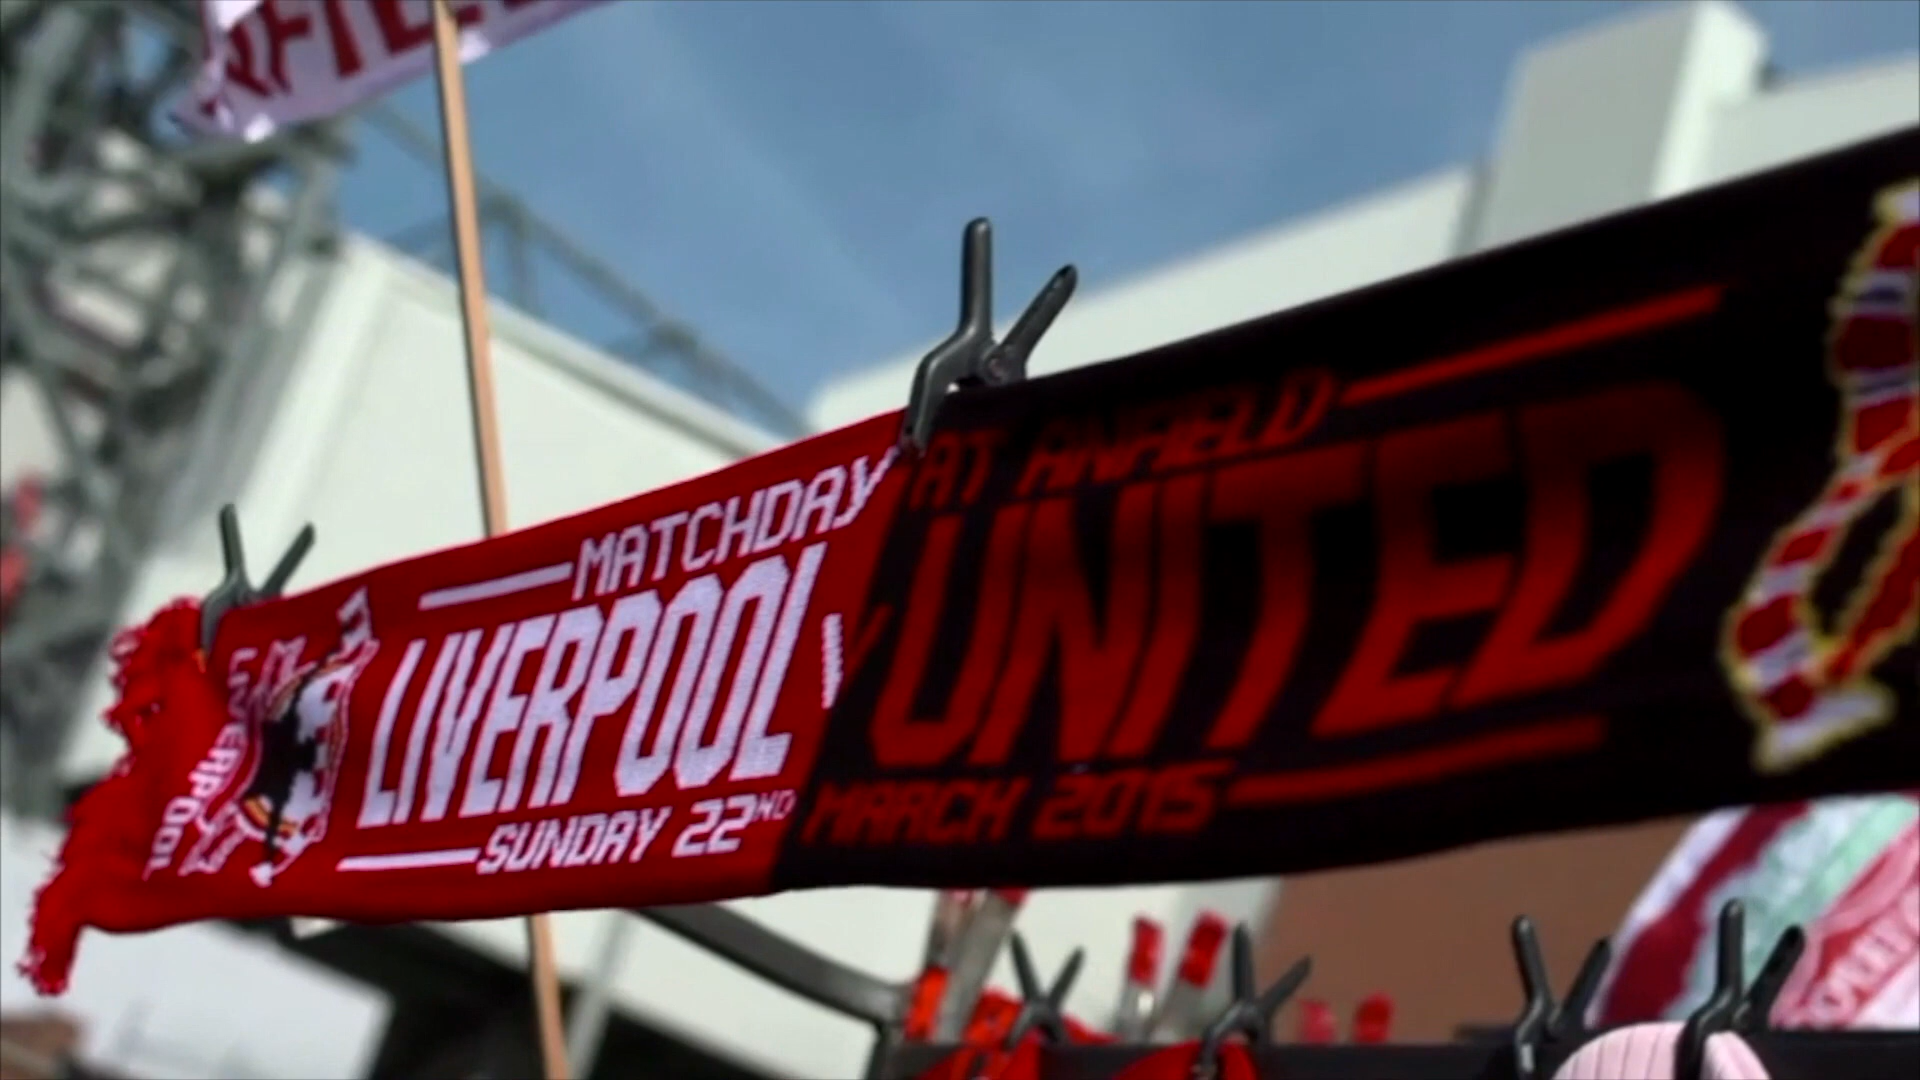 MATCHDAY AT ANFIELD
LIVERPOOL V UNITED
SUNDAY 22ND MARCH 2015
LIVERPOOL